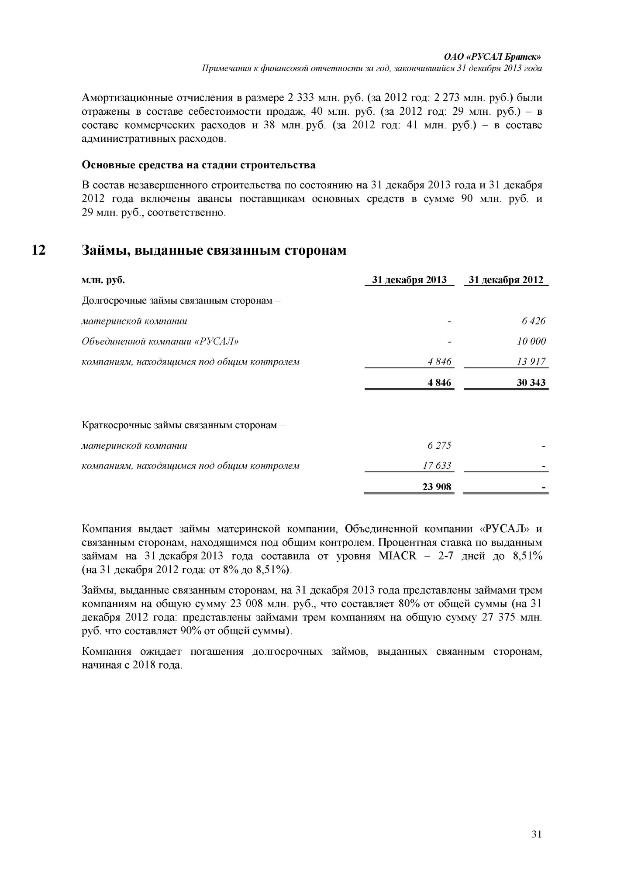 ОАО «РУСАЛ Братск»
Примечания к финансовой отчетности за год, закончившийся 31 декабря 2013 года
Амортизационные отчисления в размере 2 333 млн. руб. (за 2012 год: 2 273 млн. руб.) были
отражены в составе себестоимости продаж, 40 млн. руб. (за 2012 год: 29 млн. руб.) – в
составе коммерческих расходов и 38 млн. руб. (за 2012 год: 41 млн. руб.) – в составе
административных расходов.
Основные средства на стадии строительства
В состав незавершенного строительства по состоянию на 31 декабря 2013 года и 31 декабря
2012 года включены авансы поставщикам основных средств в сумме 90 млн. руб. и
29 млн. руб., соответственно.
12 Займы, выданные связанным сторонам
млн. руб. 31 декабря 2013 31 декабря 2012
Долгосрочные займы связанным сторонам –
материнской компании - 6 426
Объединенной компании «РУСАЛ» - 10 000
компаниям, находящимся под общим контролем 4 846 13 917
4 846 30 343
Краткосрочные займы связанным сторонам –
материнской компании 6 275 -
компаниям, находящимся под общим контролем 17 633 -
23 908 -
Компания выдает займы материнской компании, Объединенной компании «РУСАЛ» и
связанным сторонам, находящимся под общим контролем. Процентная ставка по выданным
займам на 31 декабря 2013 года составила от уровня MIACR – 2-7 дней до 8,51%
(на 31 декабря 2012 года: от 8% до 8,51%).
Займы, выданные связанным сторонам, на 31 декабря 2013 года представлены займами трем
компаниям на общую сумму 23 008 млн. руб., что составляет 80% от общей суммы (на 31
декабря 2012 года: представлены займами трем компаниям на общую сумму 27 375 млн.
руб. что составляет 90% от общей суммы).
Компания ожидает погашения долгосрочных займов, выданных свяанным сторонам,
начиная с 2018 года.
31